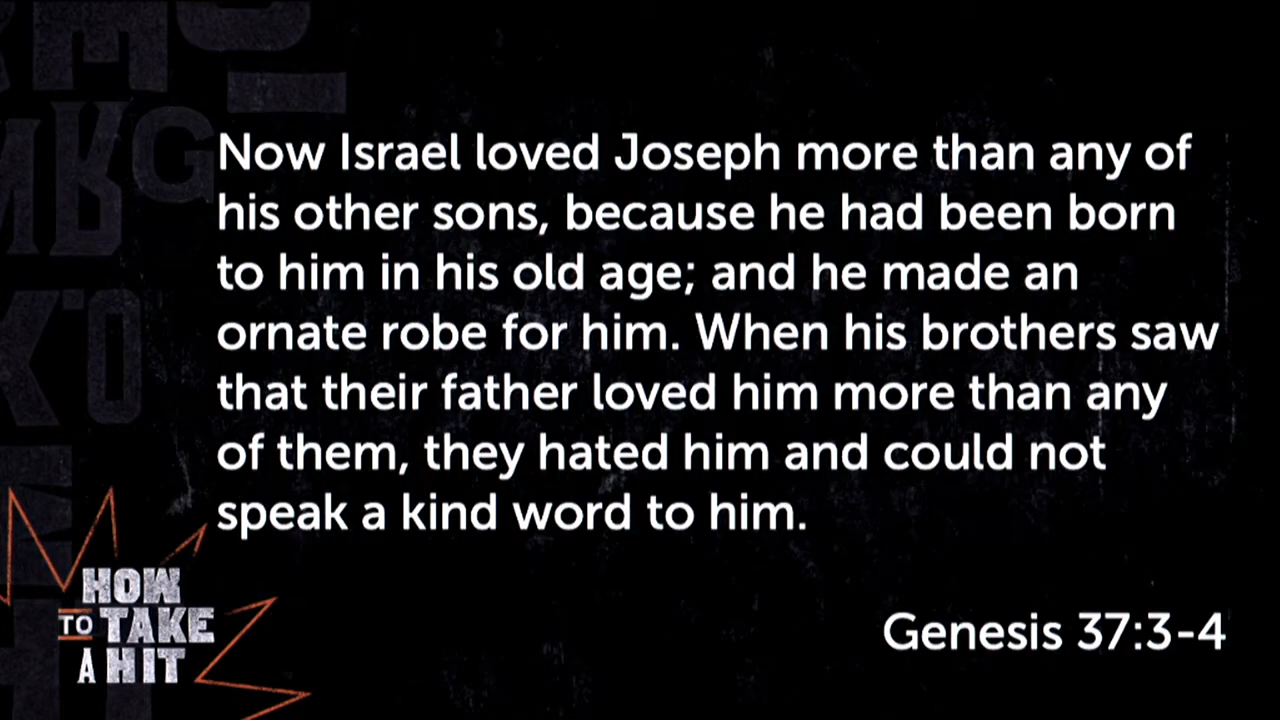 Now Israel loved Joseph more than any of
his other sons, because he had been born
to him in his old age; and he made an
ornate robe for him. When his brothers saw
that their father loved him more than any
of them, they hated him and could not
speak a kind word to him.
Genesis 37:3-4
HOW
TO TAKE
A HIT